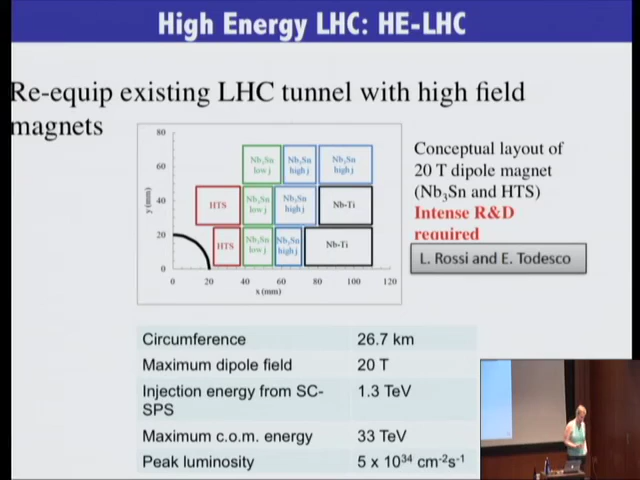 High Energy LHC: HE-LHC
Re-equip existing LHC tunnel with high field
magnets
Conceptual layout of
20 T dipole magnet
(Nb3Sn and HTS)
Intense R&D
required
L. Rossi and E. Todesco
80
60
40
20
0
y (mm)
Nb3Sn
low j
Nb3Sn
high j
Nb3Sn
high j
HTS
Nb3Sn
low j
Nb3Sn
high j
Nb-Ti
HTS
Nb3Sn
low j
Nb3Sn
high j
Nb-Ti
0 20 40 60 80 100 120
x (mm)
Circumference 26.7 km
Maximum dipole field 20 T
Injection energy from SC- 1.3 TeV
SPS
Maximum c.o.m. energy 33 TeV
Peak luminosity 5 x 10³⁴ cm⁻²s⁻¹